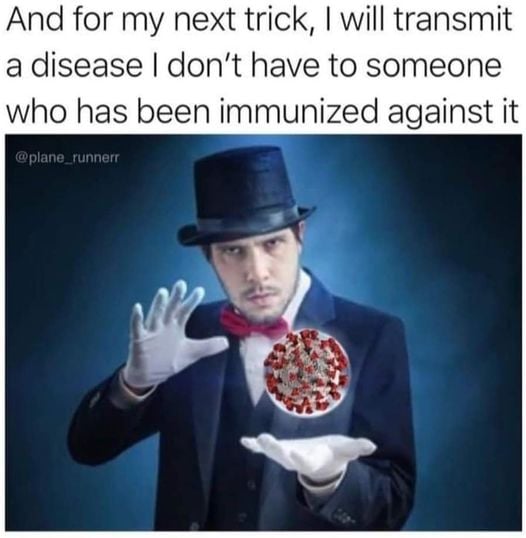 And for my next trick, I will transmit
a disease I don't have to someone
who has been immunized against it
@plane_runnerr